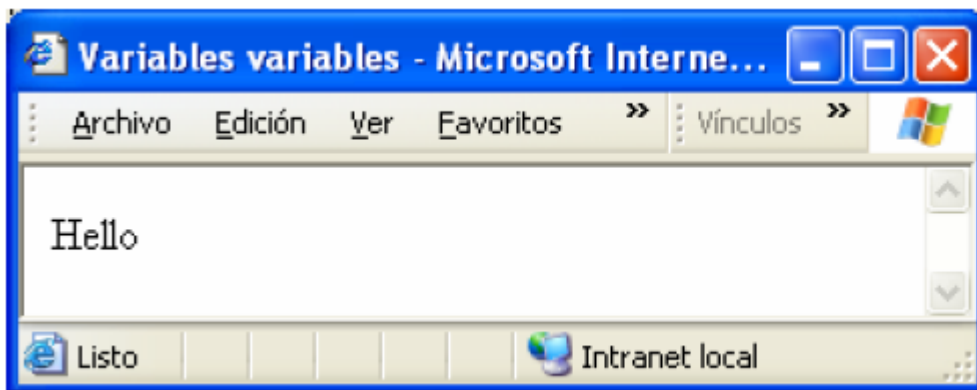 Variables variables - Microsoft Interne...
Archivo Edición Ver Favoritos » Vínculos »
Hello
Listo Intranet local